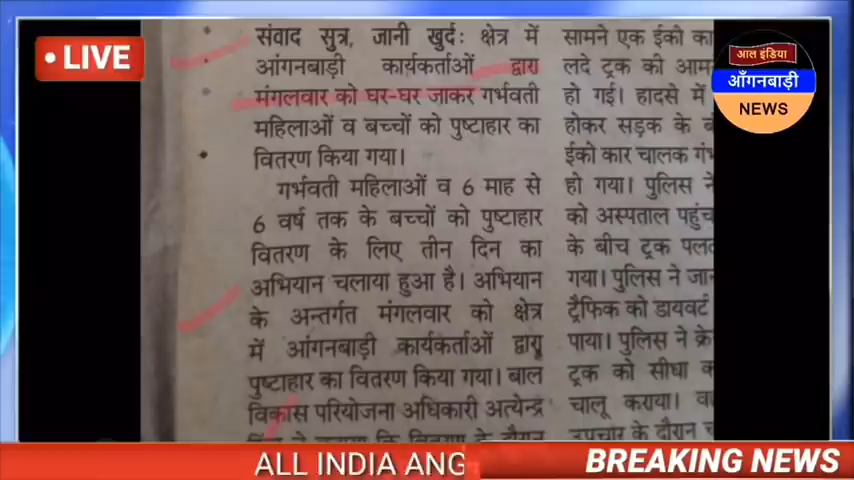 LIVE
आल इंडिया
आँगनबाड़ी
NEWS
संवाद सुत्र, जानी खुर्दः क्षेत्र में
आंगनबाड़ी कार्यकर्ताओं द्वारा
मंगलवार को घर-घर जाकर गर्भवती
महिलाओं व बच्चों को पुष्टाहार का
वितरण किया गया।
गर्भवती महिलाओं व 6 माह से
6 वर्ष तक के बच्चों को पुष्टाहार
वितरण के लिए तीन दिन का
अभियान चलाया हुआ है। अभियान
के अन्तर्गत मंगलवार को क्षेत्र
में आंगनबाड़ी कार्यकर्ताओं द्वारा
पुष्टाहार का वितरण किया गया। बाल
विकास परियोजना अधिकारी अत्येन्द्र
सामने एक ईको का
लदे ट्रक की आम
हो गई। हादसे में
होकर सड़क के
ईको कार चालक गं
हो गया। पुलिस ने
को अस्पताल पहुंच
के बीच ट्रक पल
गया। पुलिस ने जा
ट्रैफिक को डायवर्ट
पाया। पुलिस ने क्रे
ट्रक को सीधा क
चालू कराया। वा
उपचार के दौरान
ALL INDIA ANG
BREAKING NEWS